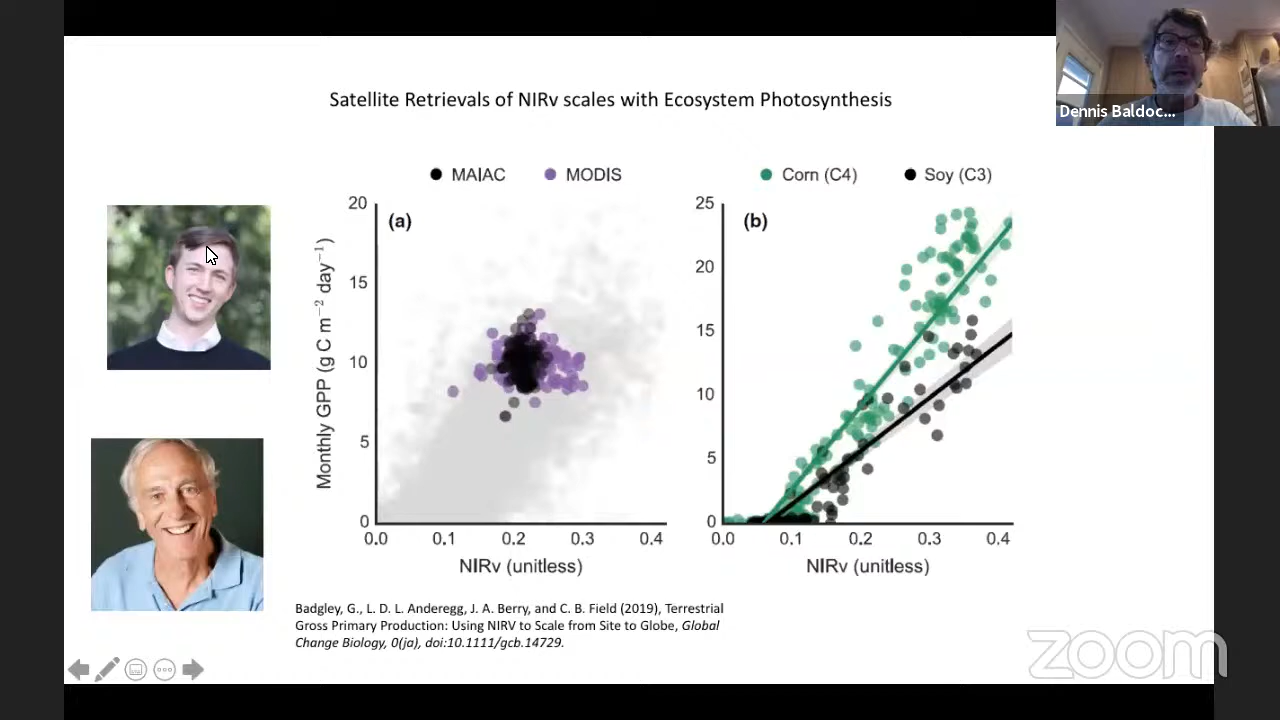 Dennis Baldoc...
Satellite Retrievals of NIRv scales with Ecosystem Photosynthesis
MAIAC MODIS
Corn (C4) Soy (C3)
(a)
20
15
10
5
0
Monthly GPP (g C m⁻² day⁻¹)
0.0 0.1 0.2 0.3 0.4
NIRv (unitless)
(b)
25
20
15
10
5
0
0.0 0.1 0.2 0.3 0.4
NIRv (unitless)
Badgley, G., L. D. L. Anderegg, J. A. Berry, and C. B. Field (2019), Terrestrial
Gross Primary Production: Using NIRV to Scale from Site to Globe, Global
Change Biology, 0(ja), doi:10.1111/gcb.14729.
zoom